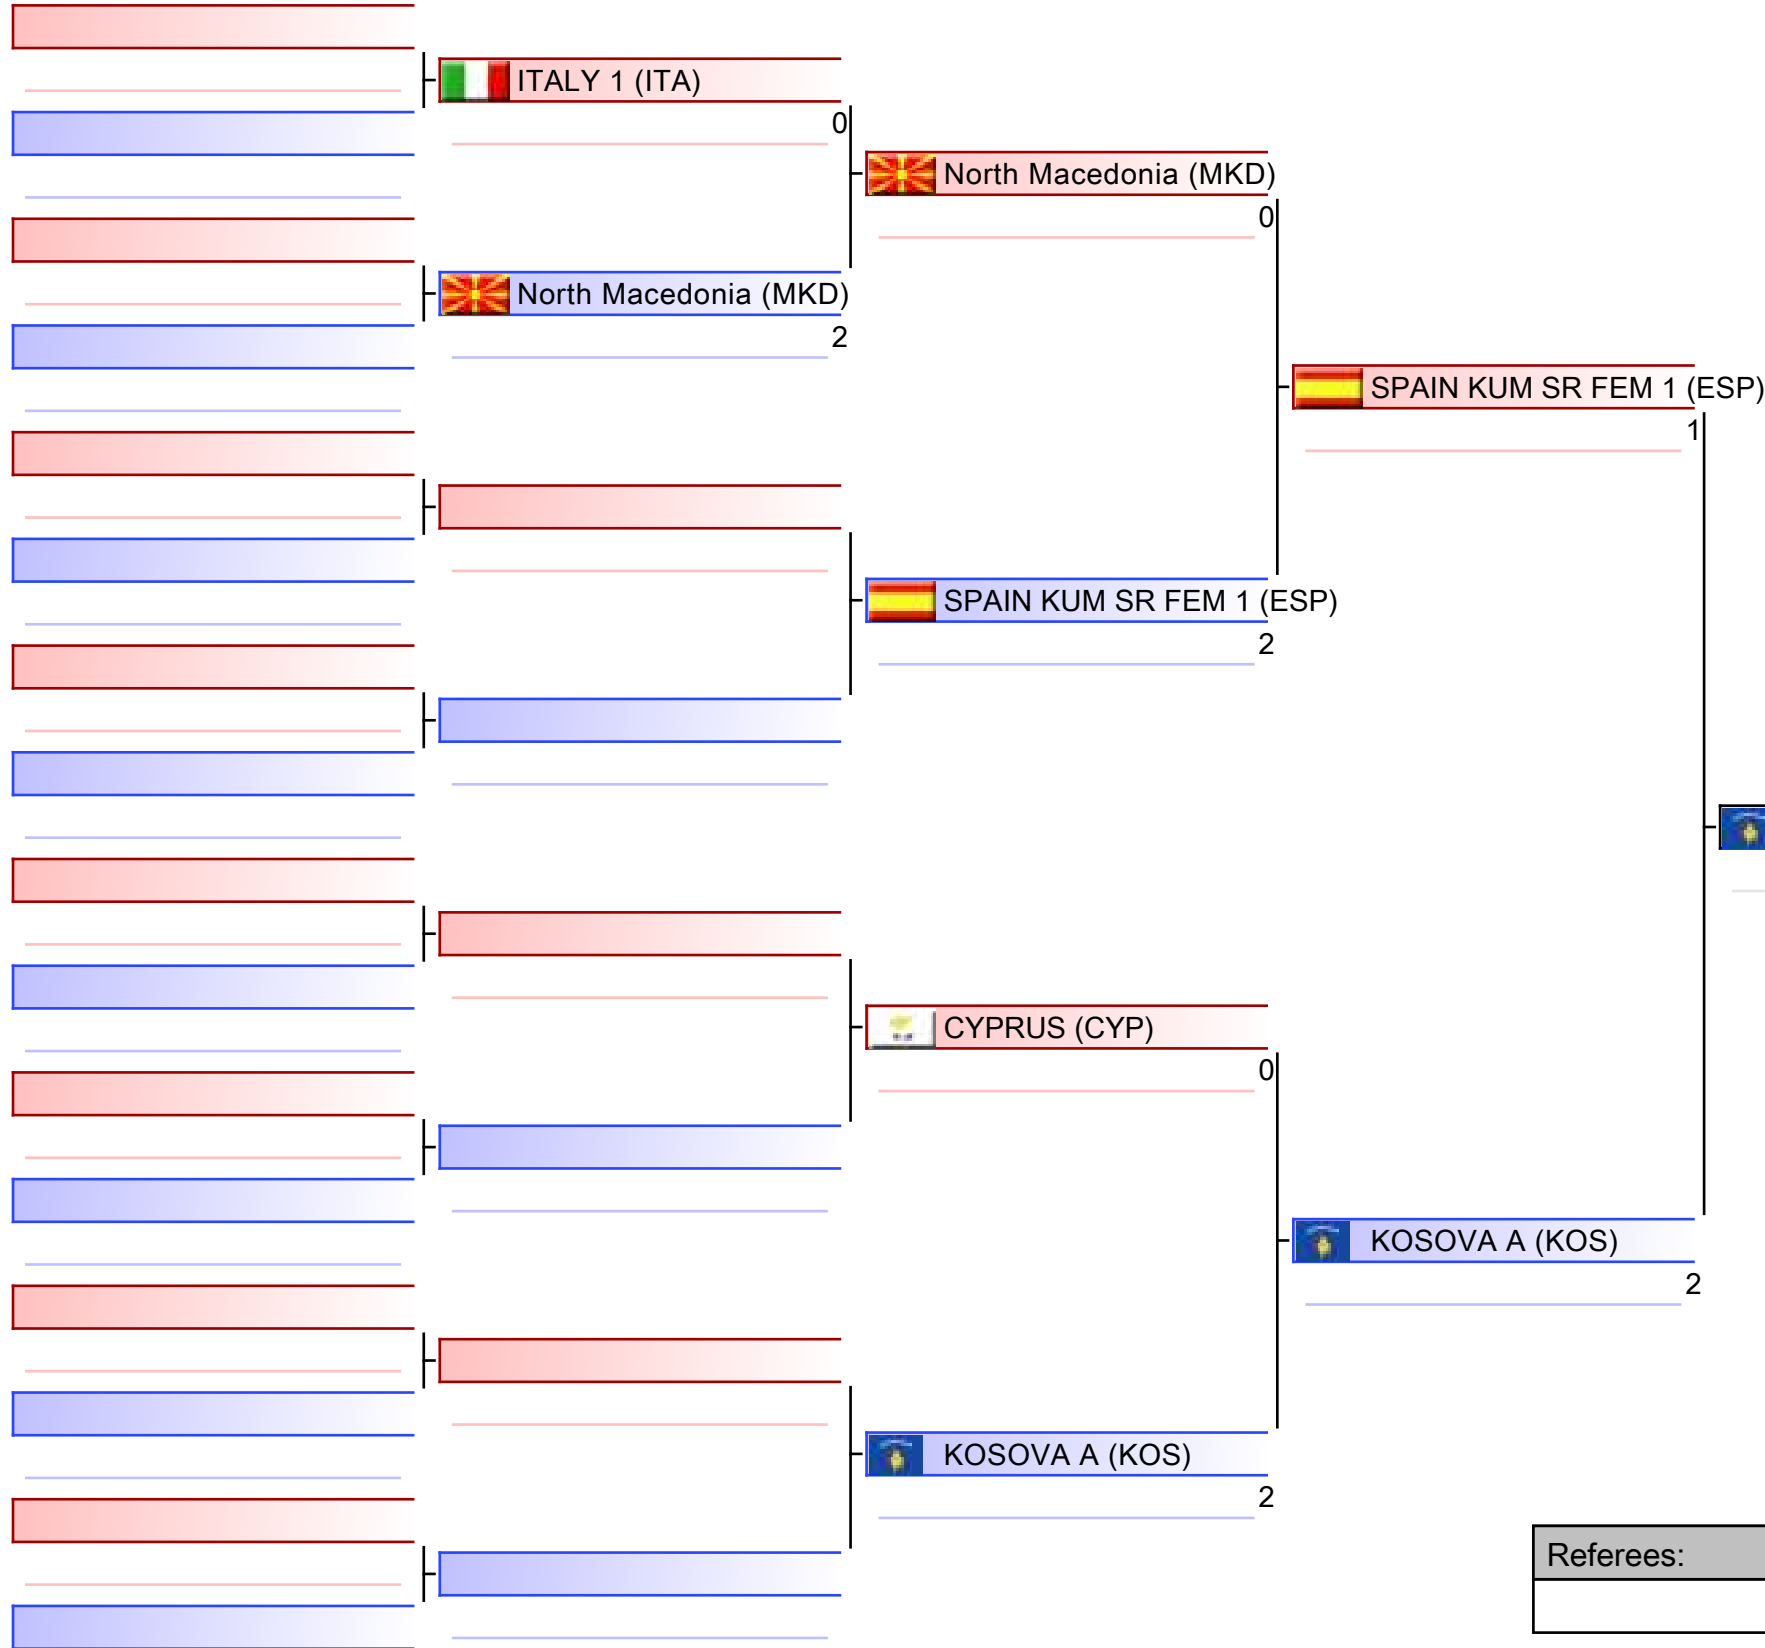 ITALY 1 (ITA)
0
North Macedonia (MKD)
0
North Macedonia (MKD)
2
SPAIN KUM SR FEM 1 (ESP)
1
SPAIN KUM SR FEM 1 (ESP)
2
CYPRUS (CYP)
0
KOSOVA A (KOS)
2
KOSOVA A (KOS)
2
Referees: